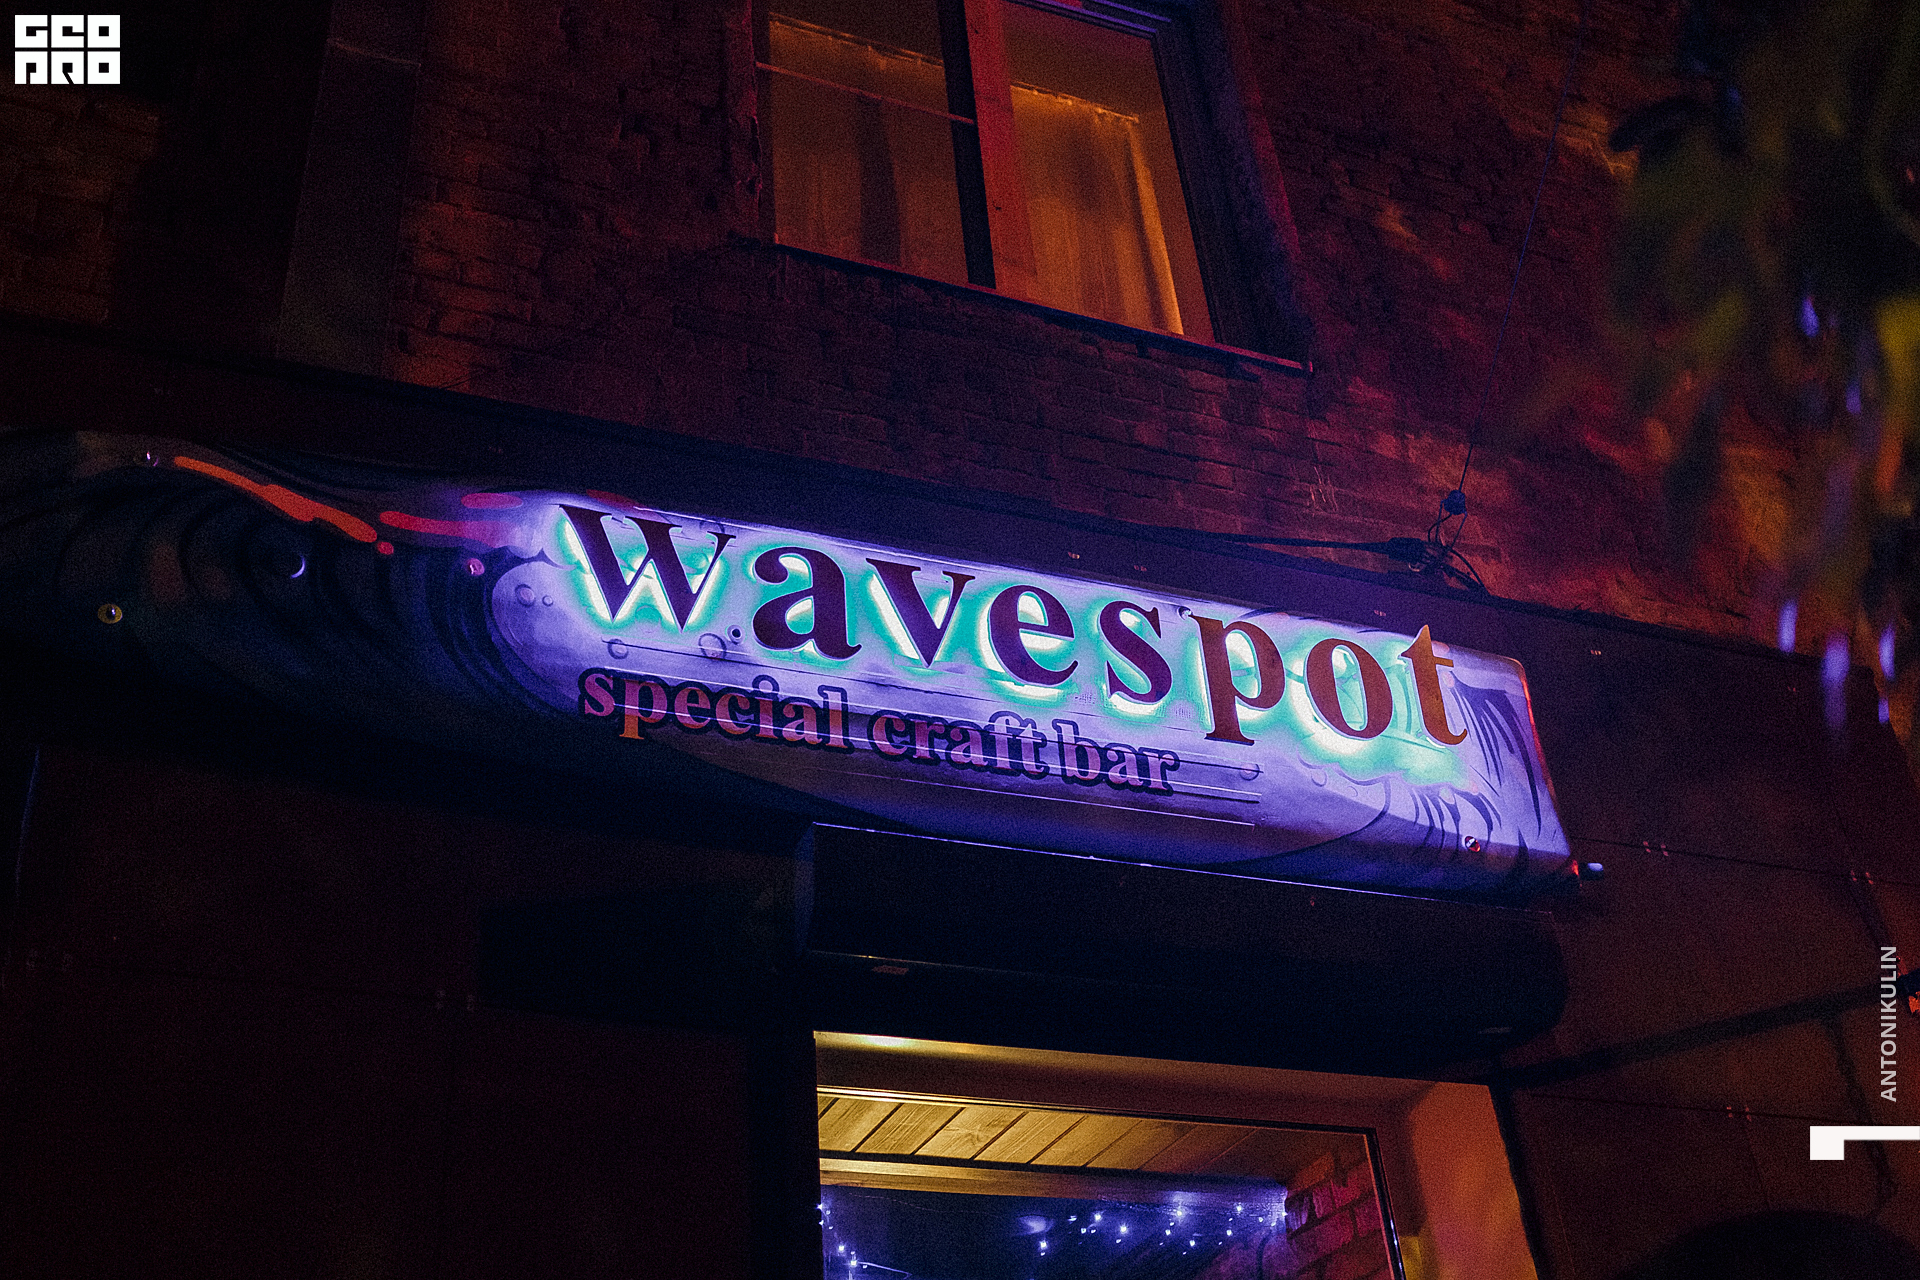 GEO
PRO
wavespot
special craft bar
ANTONIKULIN